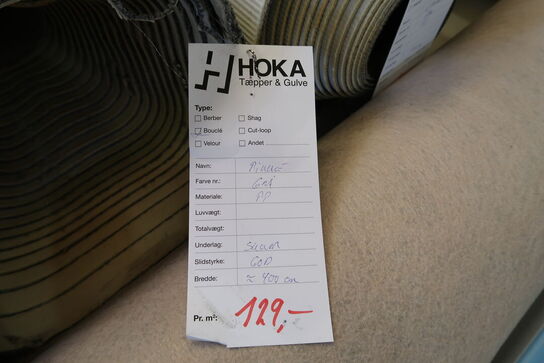 HOKA
Tæpper & Gulve
Type:
Berber Shag
Bouclé Cut-loop
Velour Andet
Navn:
Farve nr.: Grå
Materiale: PP
Luvvægt:
Totalvægt:
Underlag: Skum
Slidstyrke: GOD
Bredde: ≈ 400 cm
Pr. m²: 129,-